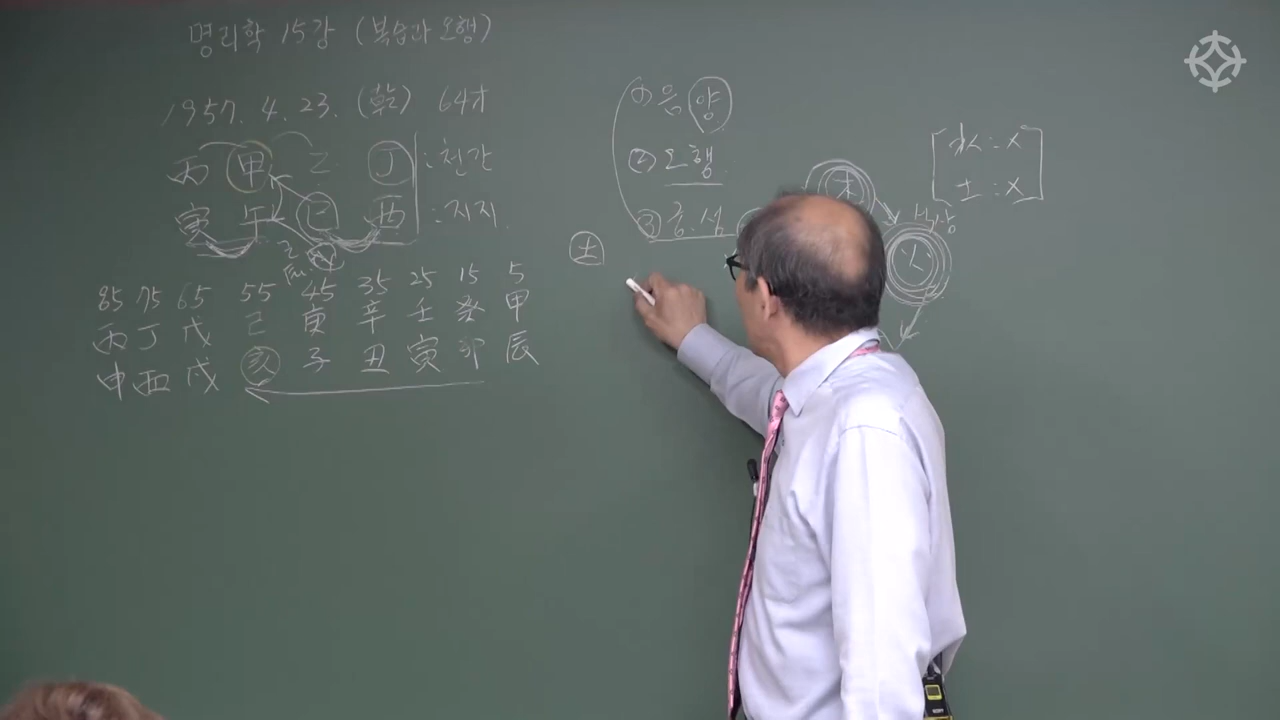 명리학 15강 (복습과 오행)
1957. 4. 23. (乾) 64才
丙 甲 乙 丁 : 천간
寅 午 巳 酉 : 지지
85 75 65 55 45 35 25 15 5
丙 丁 戊 己 庚 辛 壬 癸 甲
申 酉 戌 亥 子 丑 寅 卯 辰
① 음 양
② 오행
③ 중심
土
木
火
水 : X
土 : X